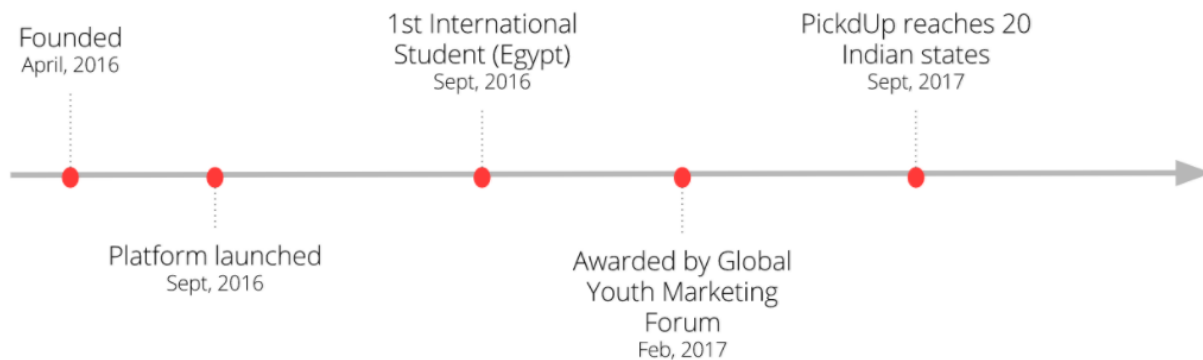 Founded
April, 2016
Platform launched
Sept, 2016
1st International
Student (Egypt)
Sept, 2016
Awarded by Global
Youth Marketing
Forum
Feb, 2017
PickdUp reaches 20
Indian states
Sept, 2017